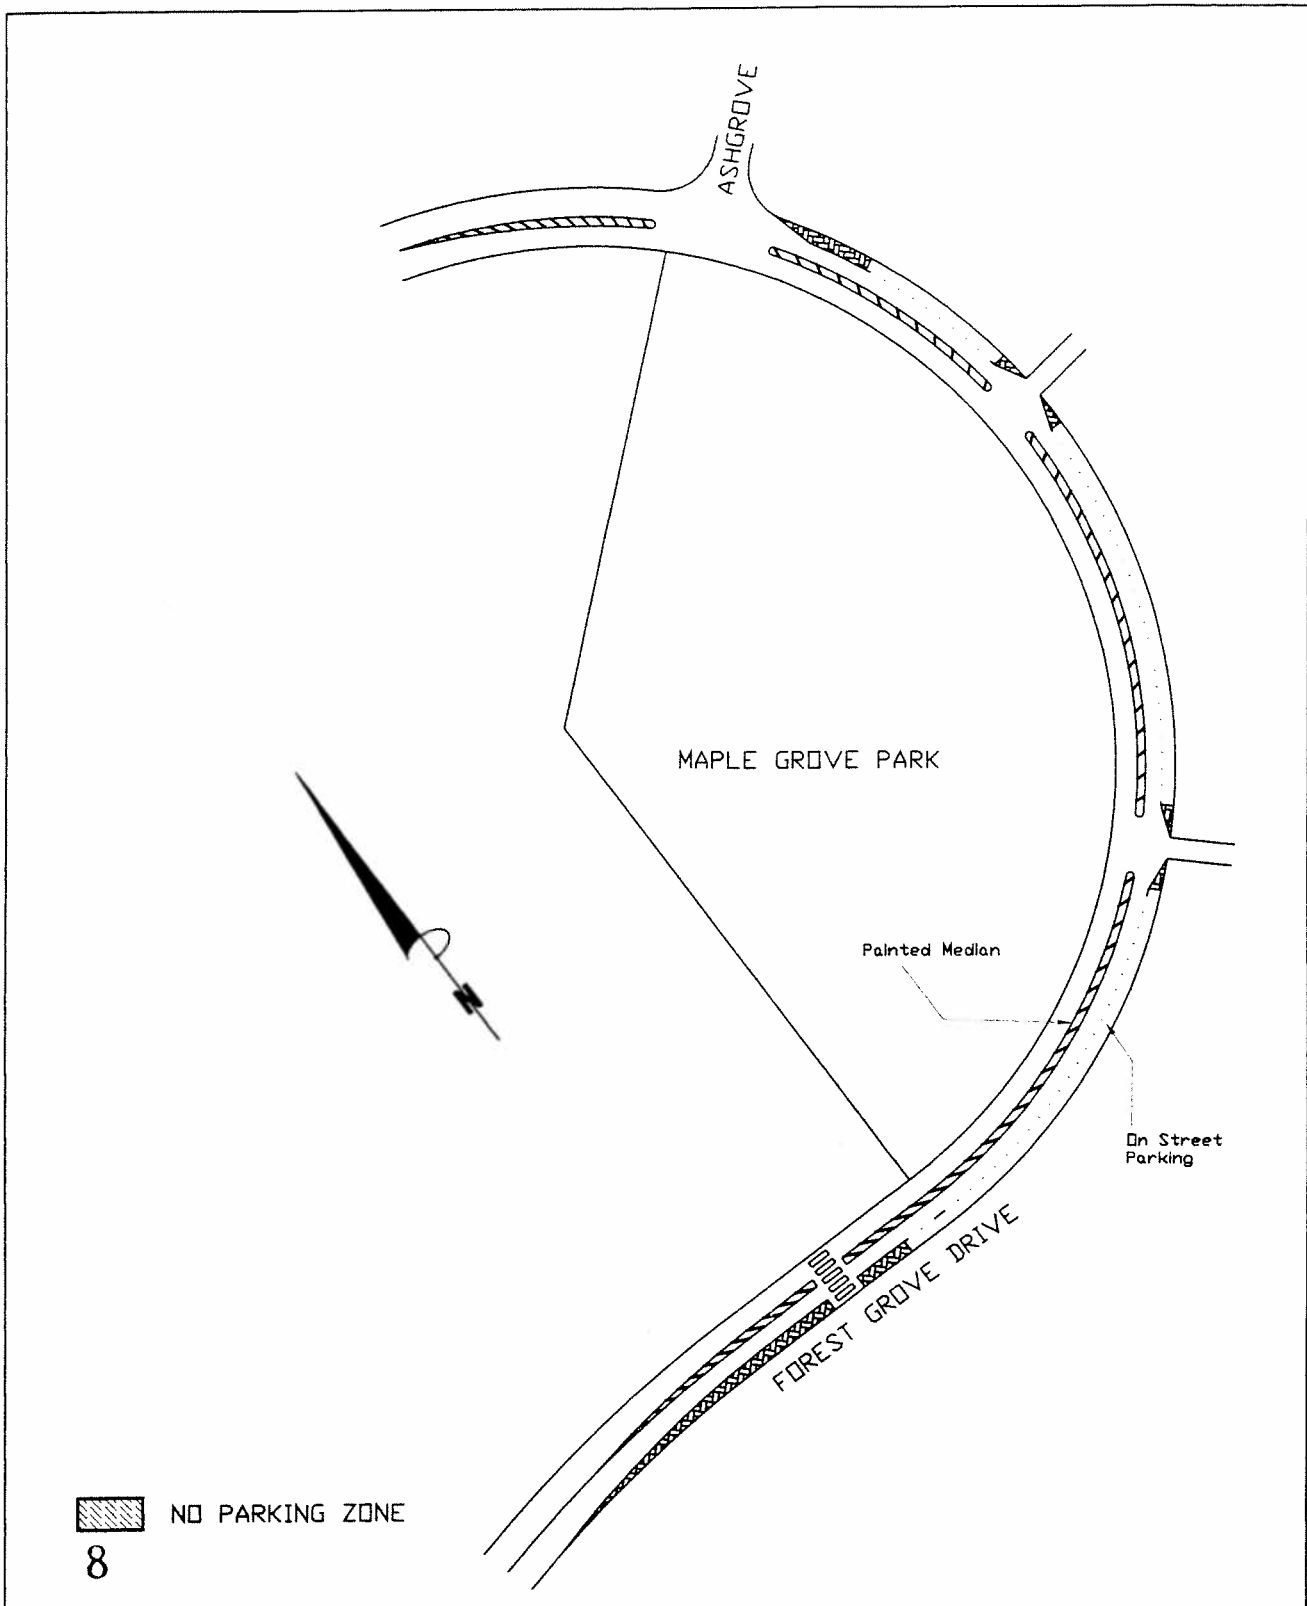 ASHGROVE
MAPLE GROVE PARK
Painted Median
N
On Street
Parking
FOREST GROVE DRIVE
NO PARKING ZONE
8